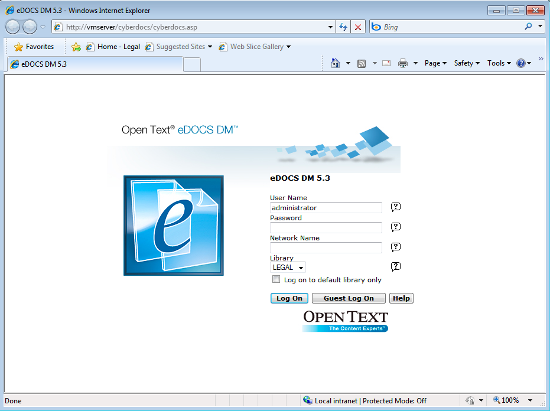 eDOCS DM 5.3 - Windows Internet Explorer
http://vmserver/cyberdocs/cyberdocs.asp
Bing
Favorites Home - Legal Suggested Sites Web Slice Gallery
eDOCS DM 5.3
Page Safety Tools
Open Text® eDOCS DM™
eDOCS DM 5.3
User Name
administrator
Password
Network Name
Library
LEGAL
Log on to default library only
Log On Guest Log On Help
OPEN TEXT
The Content Experts™
Done Local intranet | Protected Mode: Off 100%